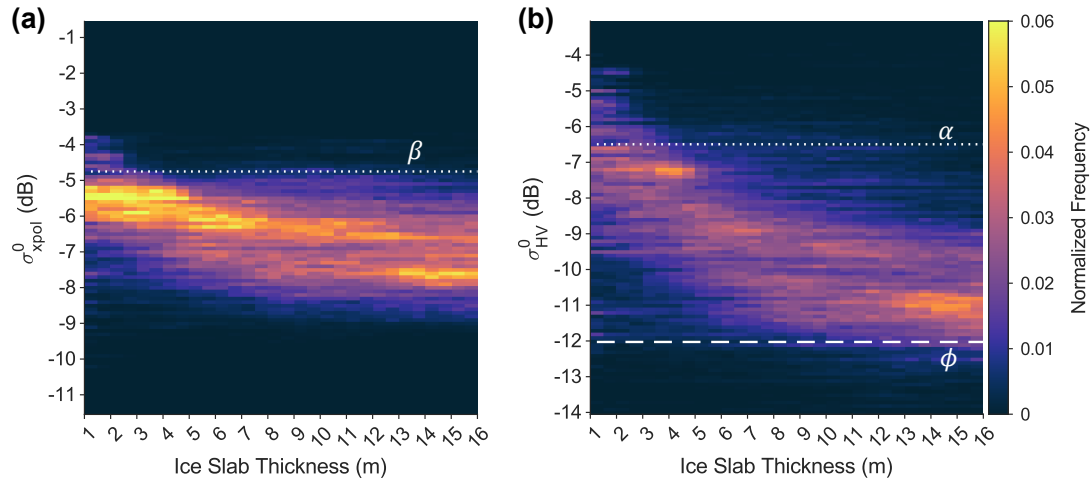 (a)
-1
-2
-3
-4
-5
-6
-7
-8
-9
-10
-11
σ⁰xpol (dB)
β
1 2 3 4 5 6 7 8 9 10 11 12 13 14 15 16
Ice Slab Thickness (m)
(b)
-4
-5
-6
-7
-8
-9
-10
-11
-12
-13
-14
σ⁰HV (dB)
α
ϕ
1 2 3 4 5 6 7 8 9 10 11 12 13 14 15 16
Ice Slab Thickness (m)
0.06
0.05
0.04
0.03
0.02
0.01
0
Normalized Frequency